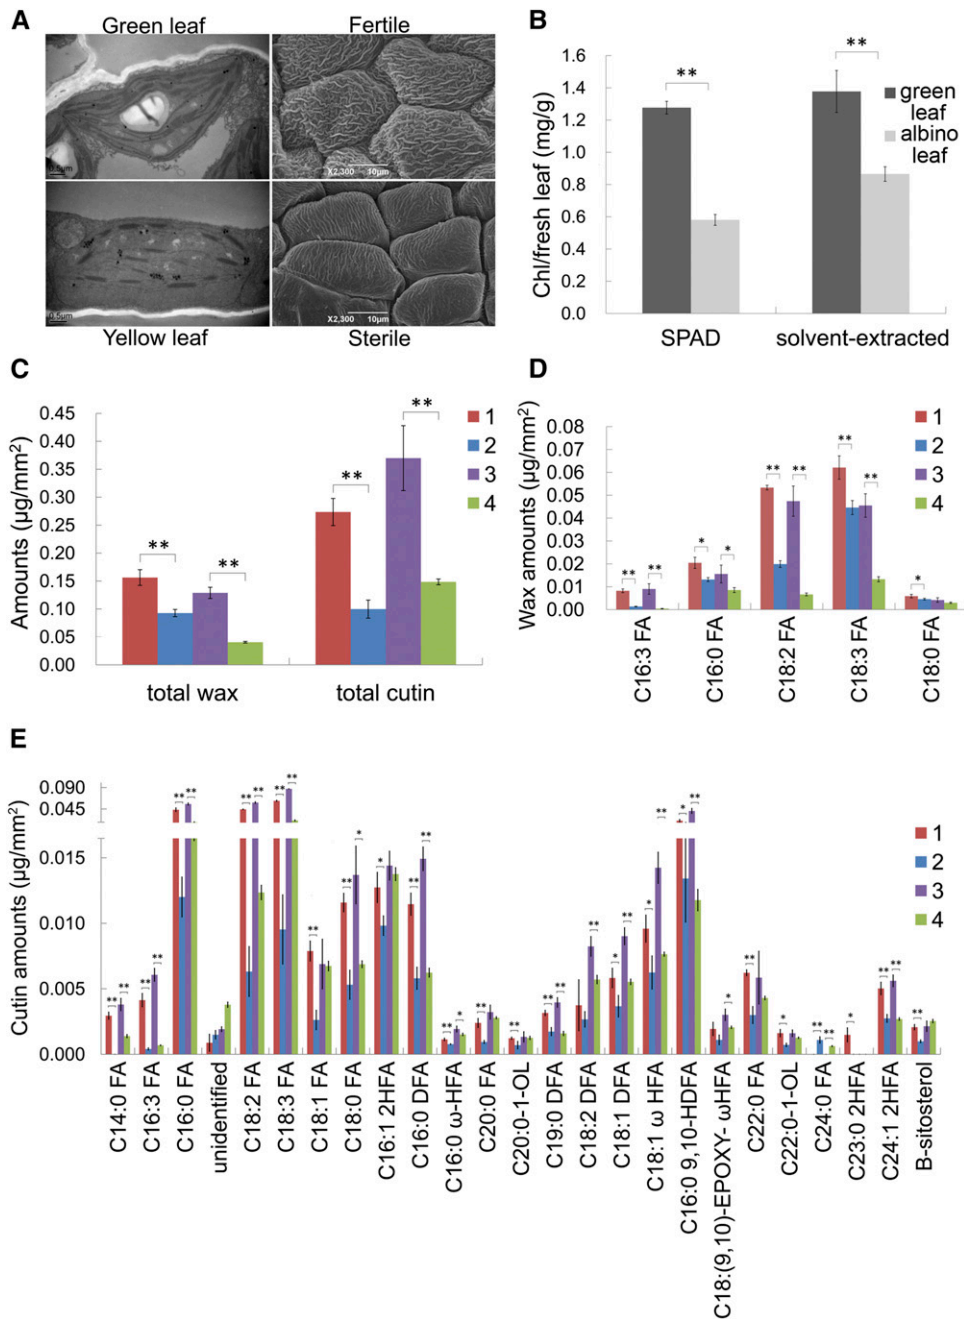 A
Green leaf
Fertile
0.5µm
X2,300 10µm
0.5µm
X2,300 10µm
Yellow leaf
Sterile
B
Chl/fresh leaf (mg/g)
1.6
1.4
1.2
1.0
0.8
0.6
0.4
0.2
0.0
**
**
green leaf
albino leaf
SPAD
solvent-extracted
C
Amounts (µg/mm²)
0.45
0.40
0.35
0.30
0.25
0.20
0.15
0.10
0.05
0.00
**
**
**
**
1
2
3
4
total wax
total cutin
D
Wax amounts (µg/mm²)
0.08
0.07
0.06
0.05
0.04
0.03
0.02
0.01
0.00
** **
* *
** **
** **
*
1
2
3
4
C16:3 FA
C16:0 FA
C18:2 FA
C18:3 FA
C18:0 FA
E
Cutin amounts (µg/mm²)
0.090
0.045
0.015
0.010
0.005
0.000
** **
** **
** **
** **
** **
**
** *
*
** **
** *
**
**
** **
**
* **
* **
* **
*
**
*
** **
*
** **
**
1
2
3
4
C14:0 FA
C16:3 FA
C16:0 FA
unidentified
C18:2 FA
C18:3 FA
C18:1 FA
C18:0 FA
C16:1 2HFA
C16:0 DFA
C16:0 ω-HFA
C20:0 FA
C20:0-1-OL
C19:0 DFA
C18:2 DFA
C18:1 DFA
C18:1 ω HFA
C16:0 9,10-HDFA
C18:(9,10)-EPOXY- ωHFA
C22:0 FA
C22:0-1-OL
C24:0 FA
C23:0 2HFA
C24:1 2HFA
B-sitosterol